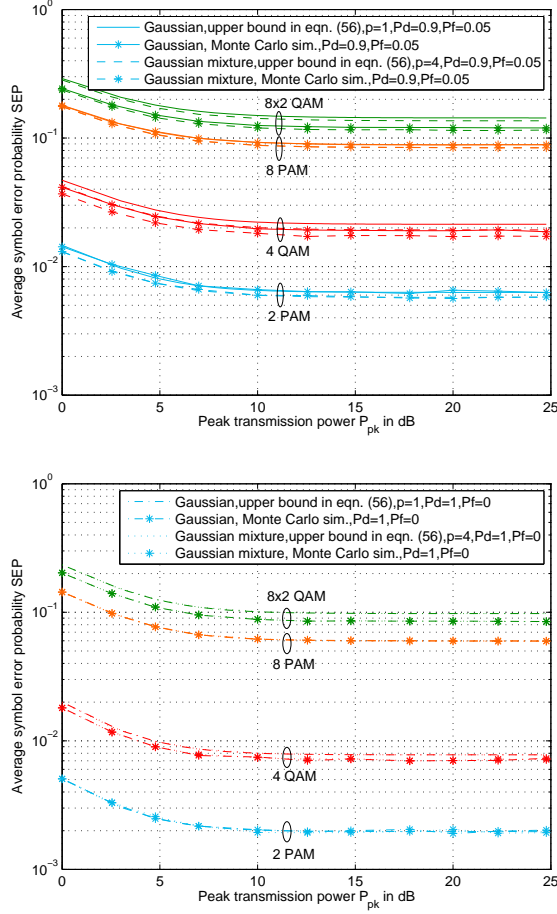 10^0
10^-1
10^-2
10^-3
Average symbol error probability SEP
Gaussian,upper bound in eqn. (56),p=1,Pd=0.9,Pf=0.05
Gaussian, Monte Carlo sim.,Pd=0.9,Pf=0.05
Gaussian mixture,upper bound in eqn. (56),p=4,Pd=0.9,Pf=0.05
Gaussian mixture, Monte Carlo sim.,Pd=0.9,Pf=0.05
8x2 QAM
8 PAM
4 QAM
2 PAM
0 5 10 15 20 25
Peak transmission power P_pk in dB
10^0
10^-1
10^-2
10^-3
Average symbol error probability SEP
Gaussian,upper bound in eqn. (56),p=1,Pd=1,Pf=0
Gaussian, Monte Carlo sim.,Pd=1,Pf=0
Gaussian mixture,upper bound in eqn. (56),p=4,Pd=1,Pf=0
Gaussian mixture, Monte Carlo sim.,Pd=1,Pf=0
8x2 QAM
8 PAM
4 QAM
2 PAM
0 5 10 15 20 25
Peak transmission power P_pk in dB